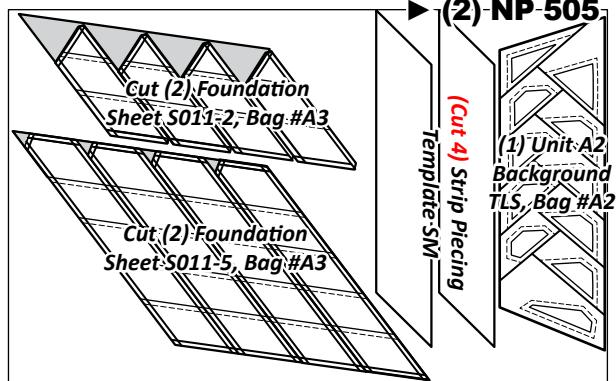 ► (2) NP 505
Cut (2) Foundation
Sheet S011-2, Bag #A3
Cut (2) Foundation
Sheet S011-5, Bag #A3
(Cut 4) Strip Piecing
Template SM
(1) Unit A2
Background
TLS, Bag #A2